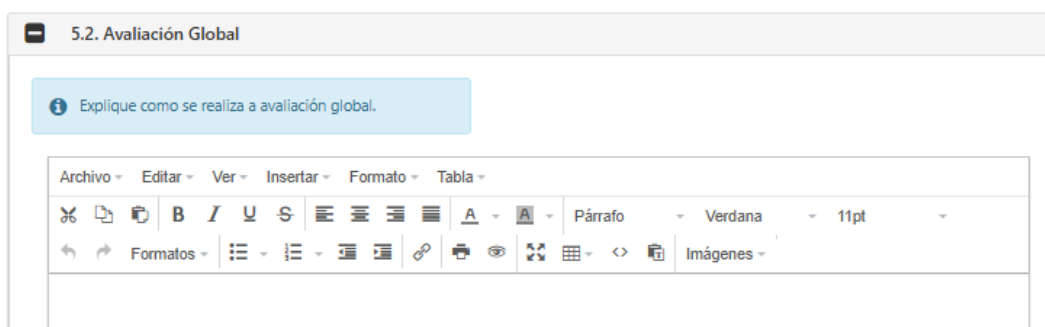 5.2. Avaliación Global
Explique como se realiza a avaliación global.
Archivo Editar Ver Insertar Formato Tabla
B I U S A A Párrafo Verdana 11pt
Formatos Imágenes